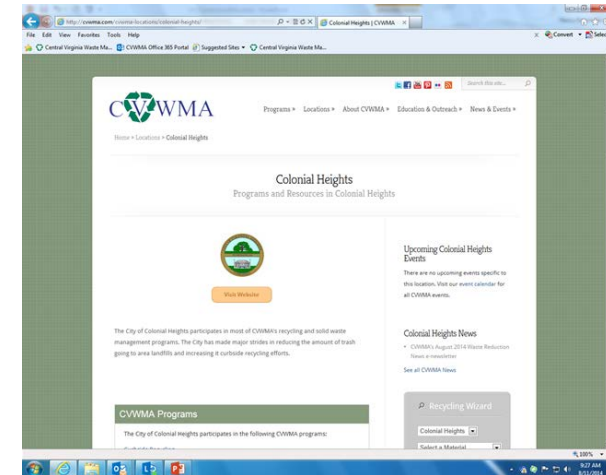 http://cvwma.com/cvwma-locations/colonial-heights/
Colonial Heights | CVWMA
File Edit View Favorites Tools Help
Convert
Central Virginia Waste Ma...
CVWMA Office 365 Portal
Suggested Sites
Central Virginia Waste Ma...
Search this site...
CVWMA
Programs » Locations » About CVWMA » Education & Outreach » News & Events »
Home » Locations » Colonial Heights
Colonial Heights
Programs and Resources in Colonial Heights
Visit Website
The City of Colonial Heights participates in most of CVWMA's recycling and solid waste
management programs. The City has made major strides in reducing the amount of trash
going to area landfills and increasing it curbside recycling efforts.
CVWMA Programs
The City of Colonial Heights participates in the following CVWMA programs:
Upcoming Colonial Heights
Events
There are no upcoming events specific to
this location. Visit our event calendar for
all CVWMA events.
Colonial Heights News
CVWMA's August 2014 Waste Reduction
News e newsletter
See all CVWMA News
Recycling Wizard
Colonial Heights
Select a Material
100%
9:27 AM
8/11/2014